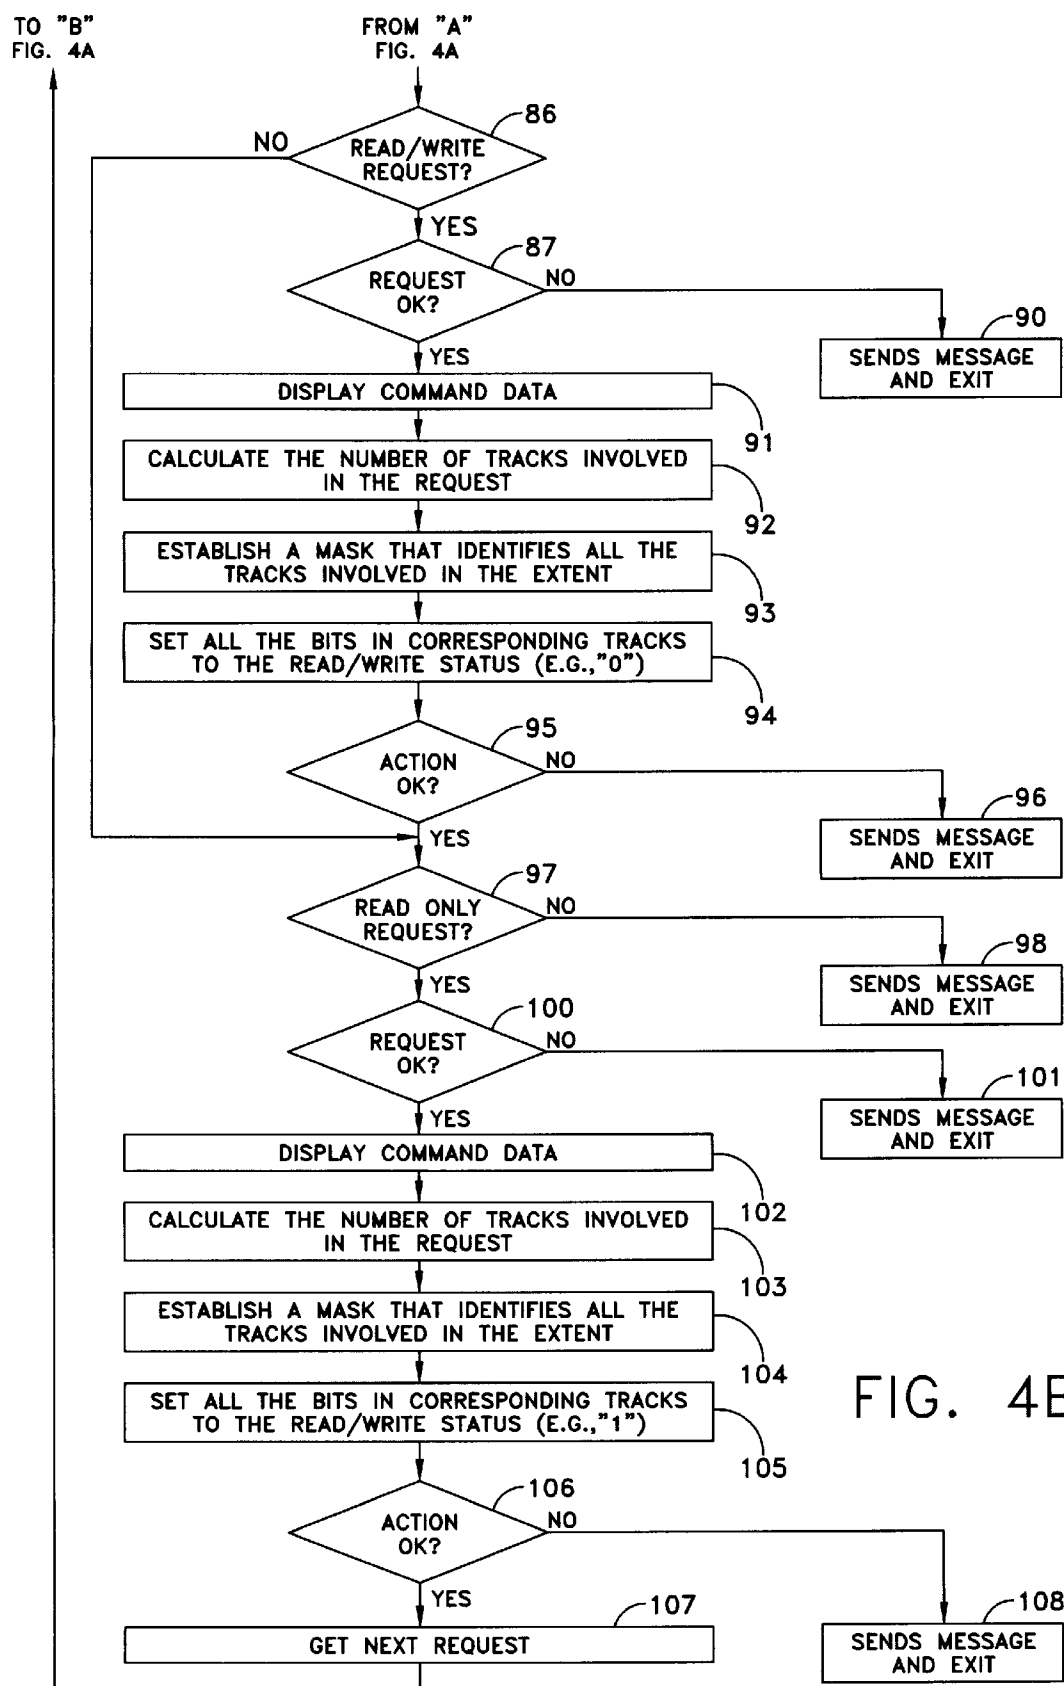 TO "B"
FIG. 4A
FROM "A"
FIG. 4A
86
NO
READ/WRITE
REQUEST?
YES
87
REQUEST
OK?
NO
90
SENDS MESSAGE
AND EXIT
YES
DISPLAY COMMAND DATA
91
CALCULATE THE NUMBER OF TRACKS INVOLVED
IN THE REQUEST
92
ESTABLISH A MASK THAT IDENTIFIES ALL THE
TRACKS INVOLVED IN THE EXTENT
93
SET ALL THE BITS IN CORRESPONDING TRACKS
TO THE READ/WRITE STATUS (E.G.,"0")
94
95
ACTION
OK?
NO
96
SENDS MESSAGE
AND EXIT
YES
97
READ ONLY
REQUEST?
NO
98
SENDS MESSAGE
AND EXIT
YES
100
REQUEST
OK?
NO
101
SENDS MESSAGE
AND EXIT
YES
DISPLAY COMMAND DATA
102
CALCULATE THE NUMBER OF TRACKS INVOLVED
IN THE REQUEST
103
ESTABLISH A MASK THAT IDENTIFIES ALL THE
TRACKS INVOLVED IN THE EXTENT
104
SET ALL THE BITS IN CORRESPONDING TRACKS
TO THE READ/WRITE STATUS (E.G.,"1")
105
FIG. 4B
106
ACTION
OK?
NO
YES
107
GET NEXT REQUEST
108
SENDS MESSAGE
AND EXIT